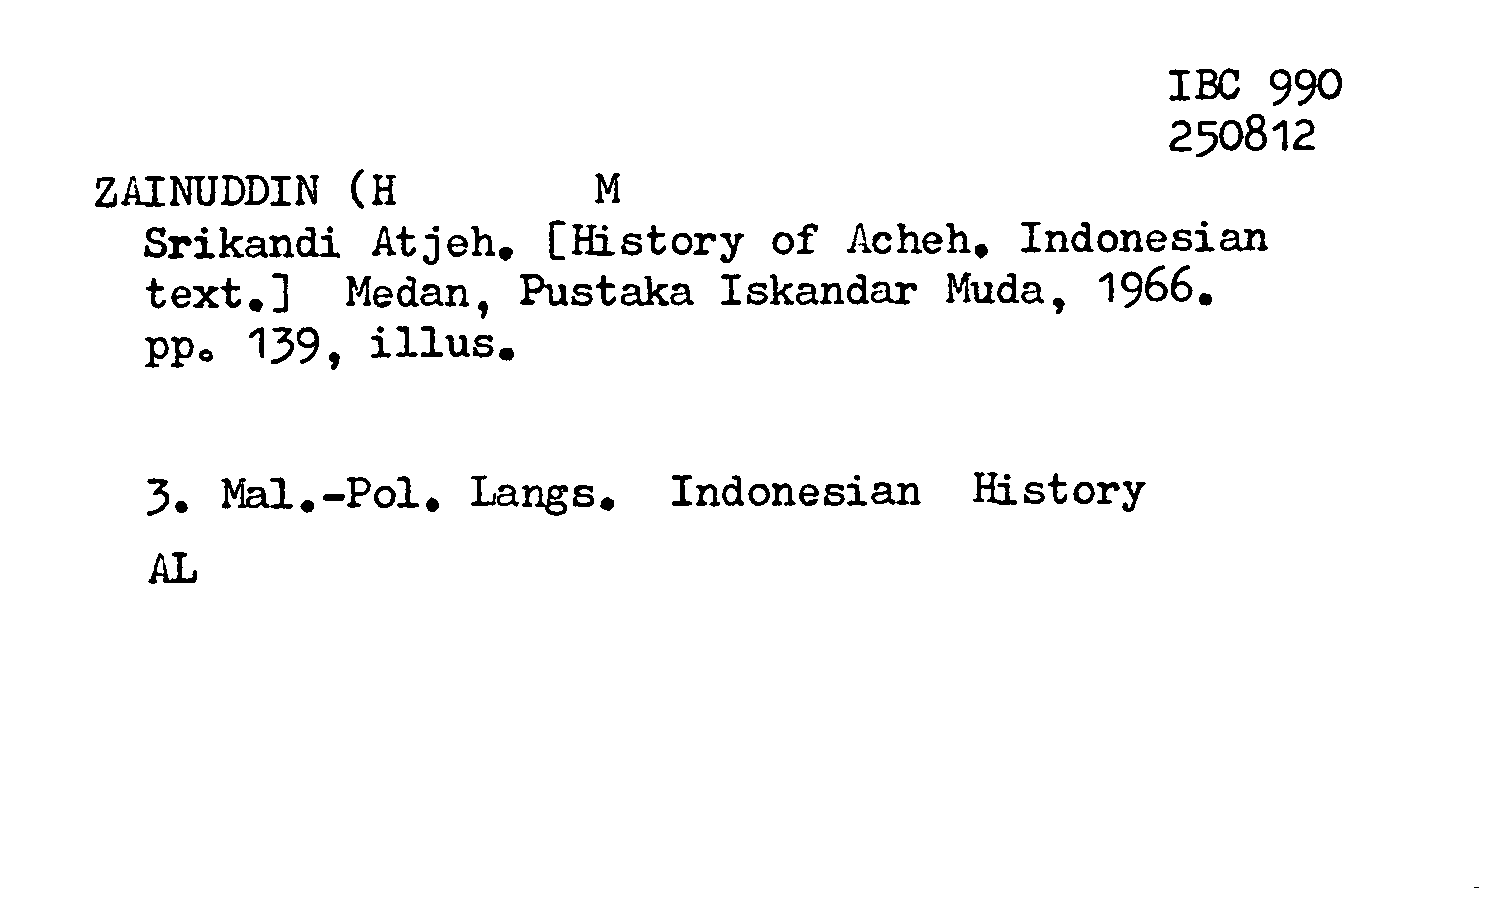 IBC 990
250812
ZAINUDDIN (H M
Srikandi Atjeh. [History of Acheh. Indonesian
text.] Medan, Pustaka Iskandar Muda, 1966.
pp. 139, illus.
3. Mal.-Pol. Langs. Indonesian History
AL